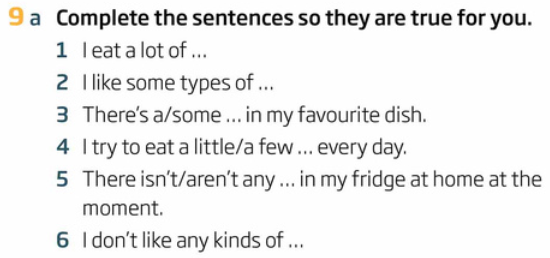 9 a Complete the sentences so they are true for you.
1 I eat a lot of ...
2 I like some types of ...
3 There's a/some ... in my favourite dish.
4 I try to eat a little/a few ... every day.
5 There isn't/aren't any ... in my fridge at home at the
moment.
6 I don't like any kinds of ...